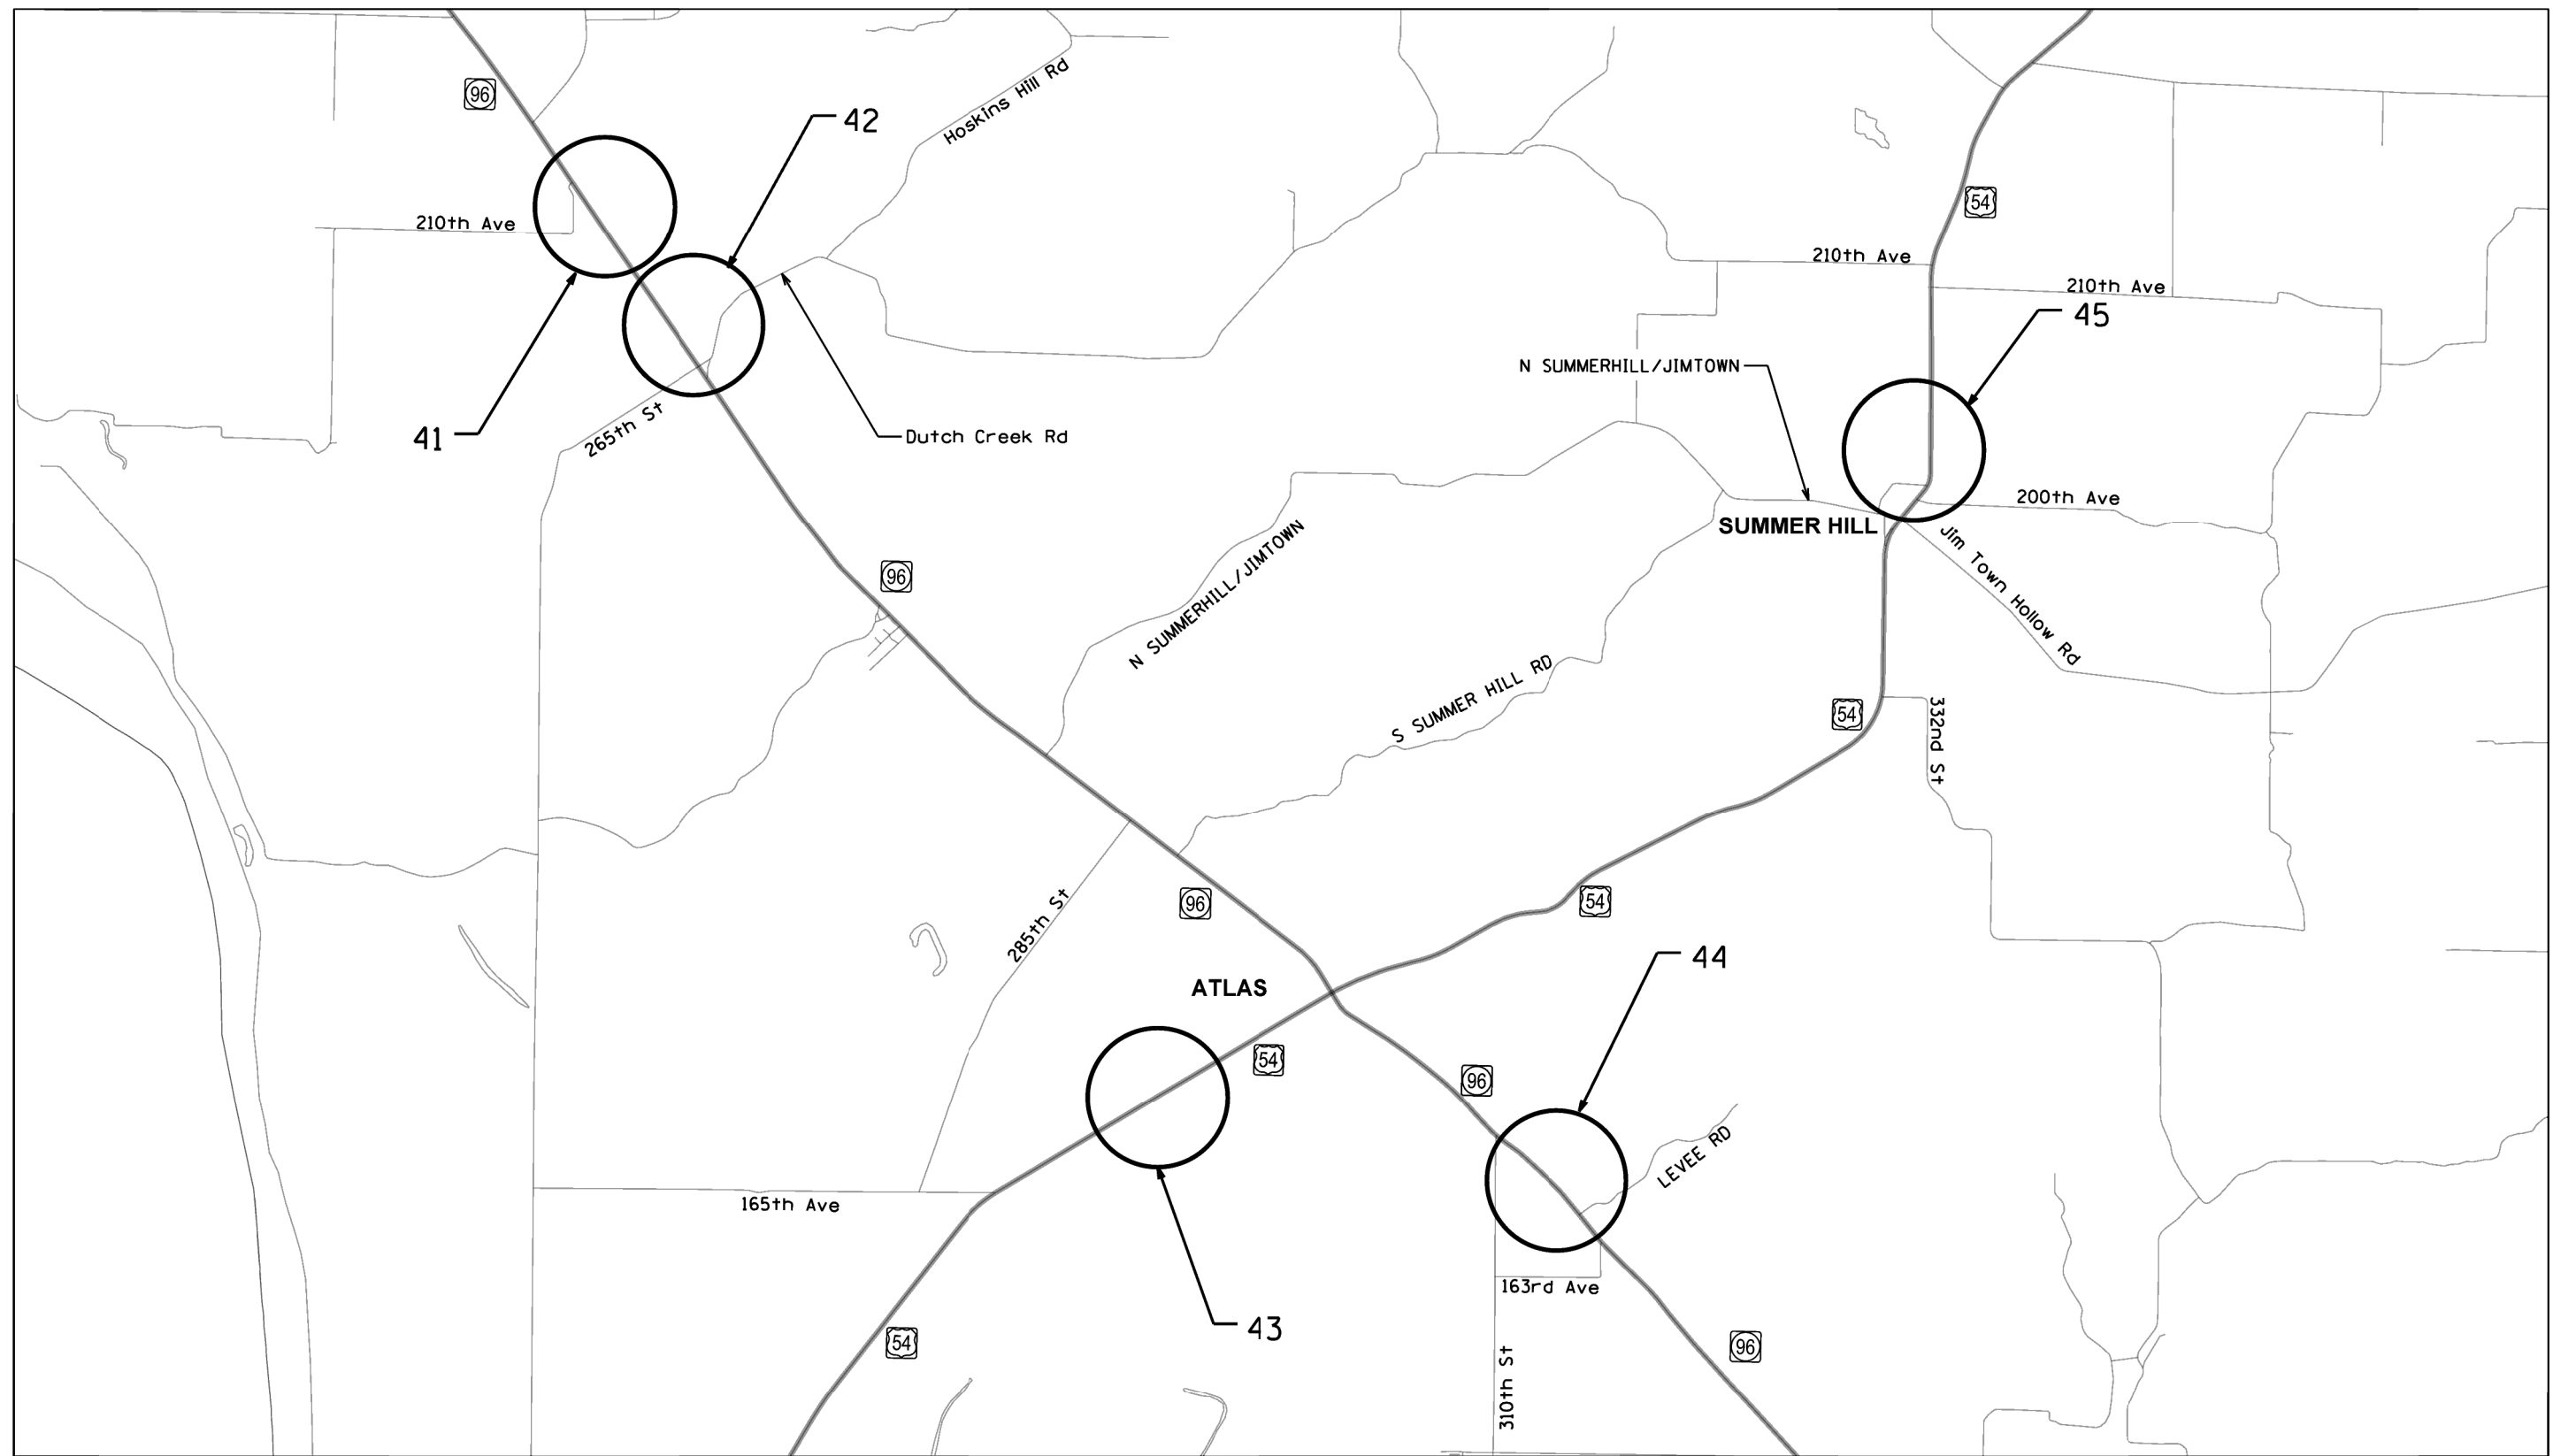 96
42
Hoskins Hill Rd
54
210th Ave
210th Ave
210th Ave
45
N SUMMERHILL/JIMTOWN
41
265th St
Dutch Creek Rd
200th Ave
SUMMER HILL
Jim Town Hollow Rd
96
N SUMMERHILL/JIMTOWN
S SUMMER HILL RD
54
332nd St
96
54
285th St
44
ATLAS
54
96
LEVEE RD
165th Ave
163rd Ave
43
54
310th St
96